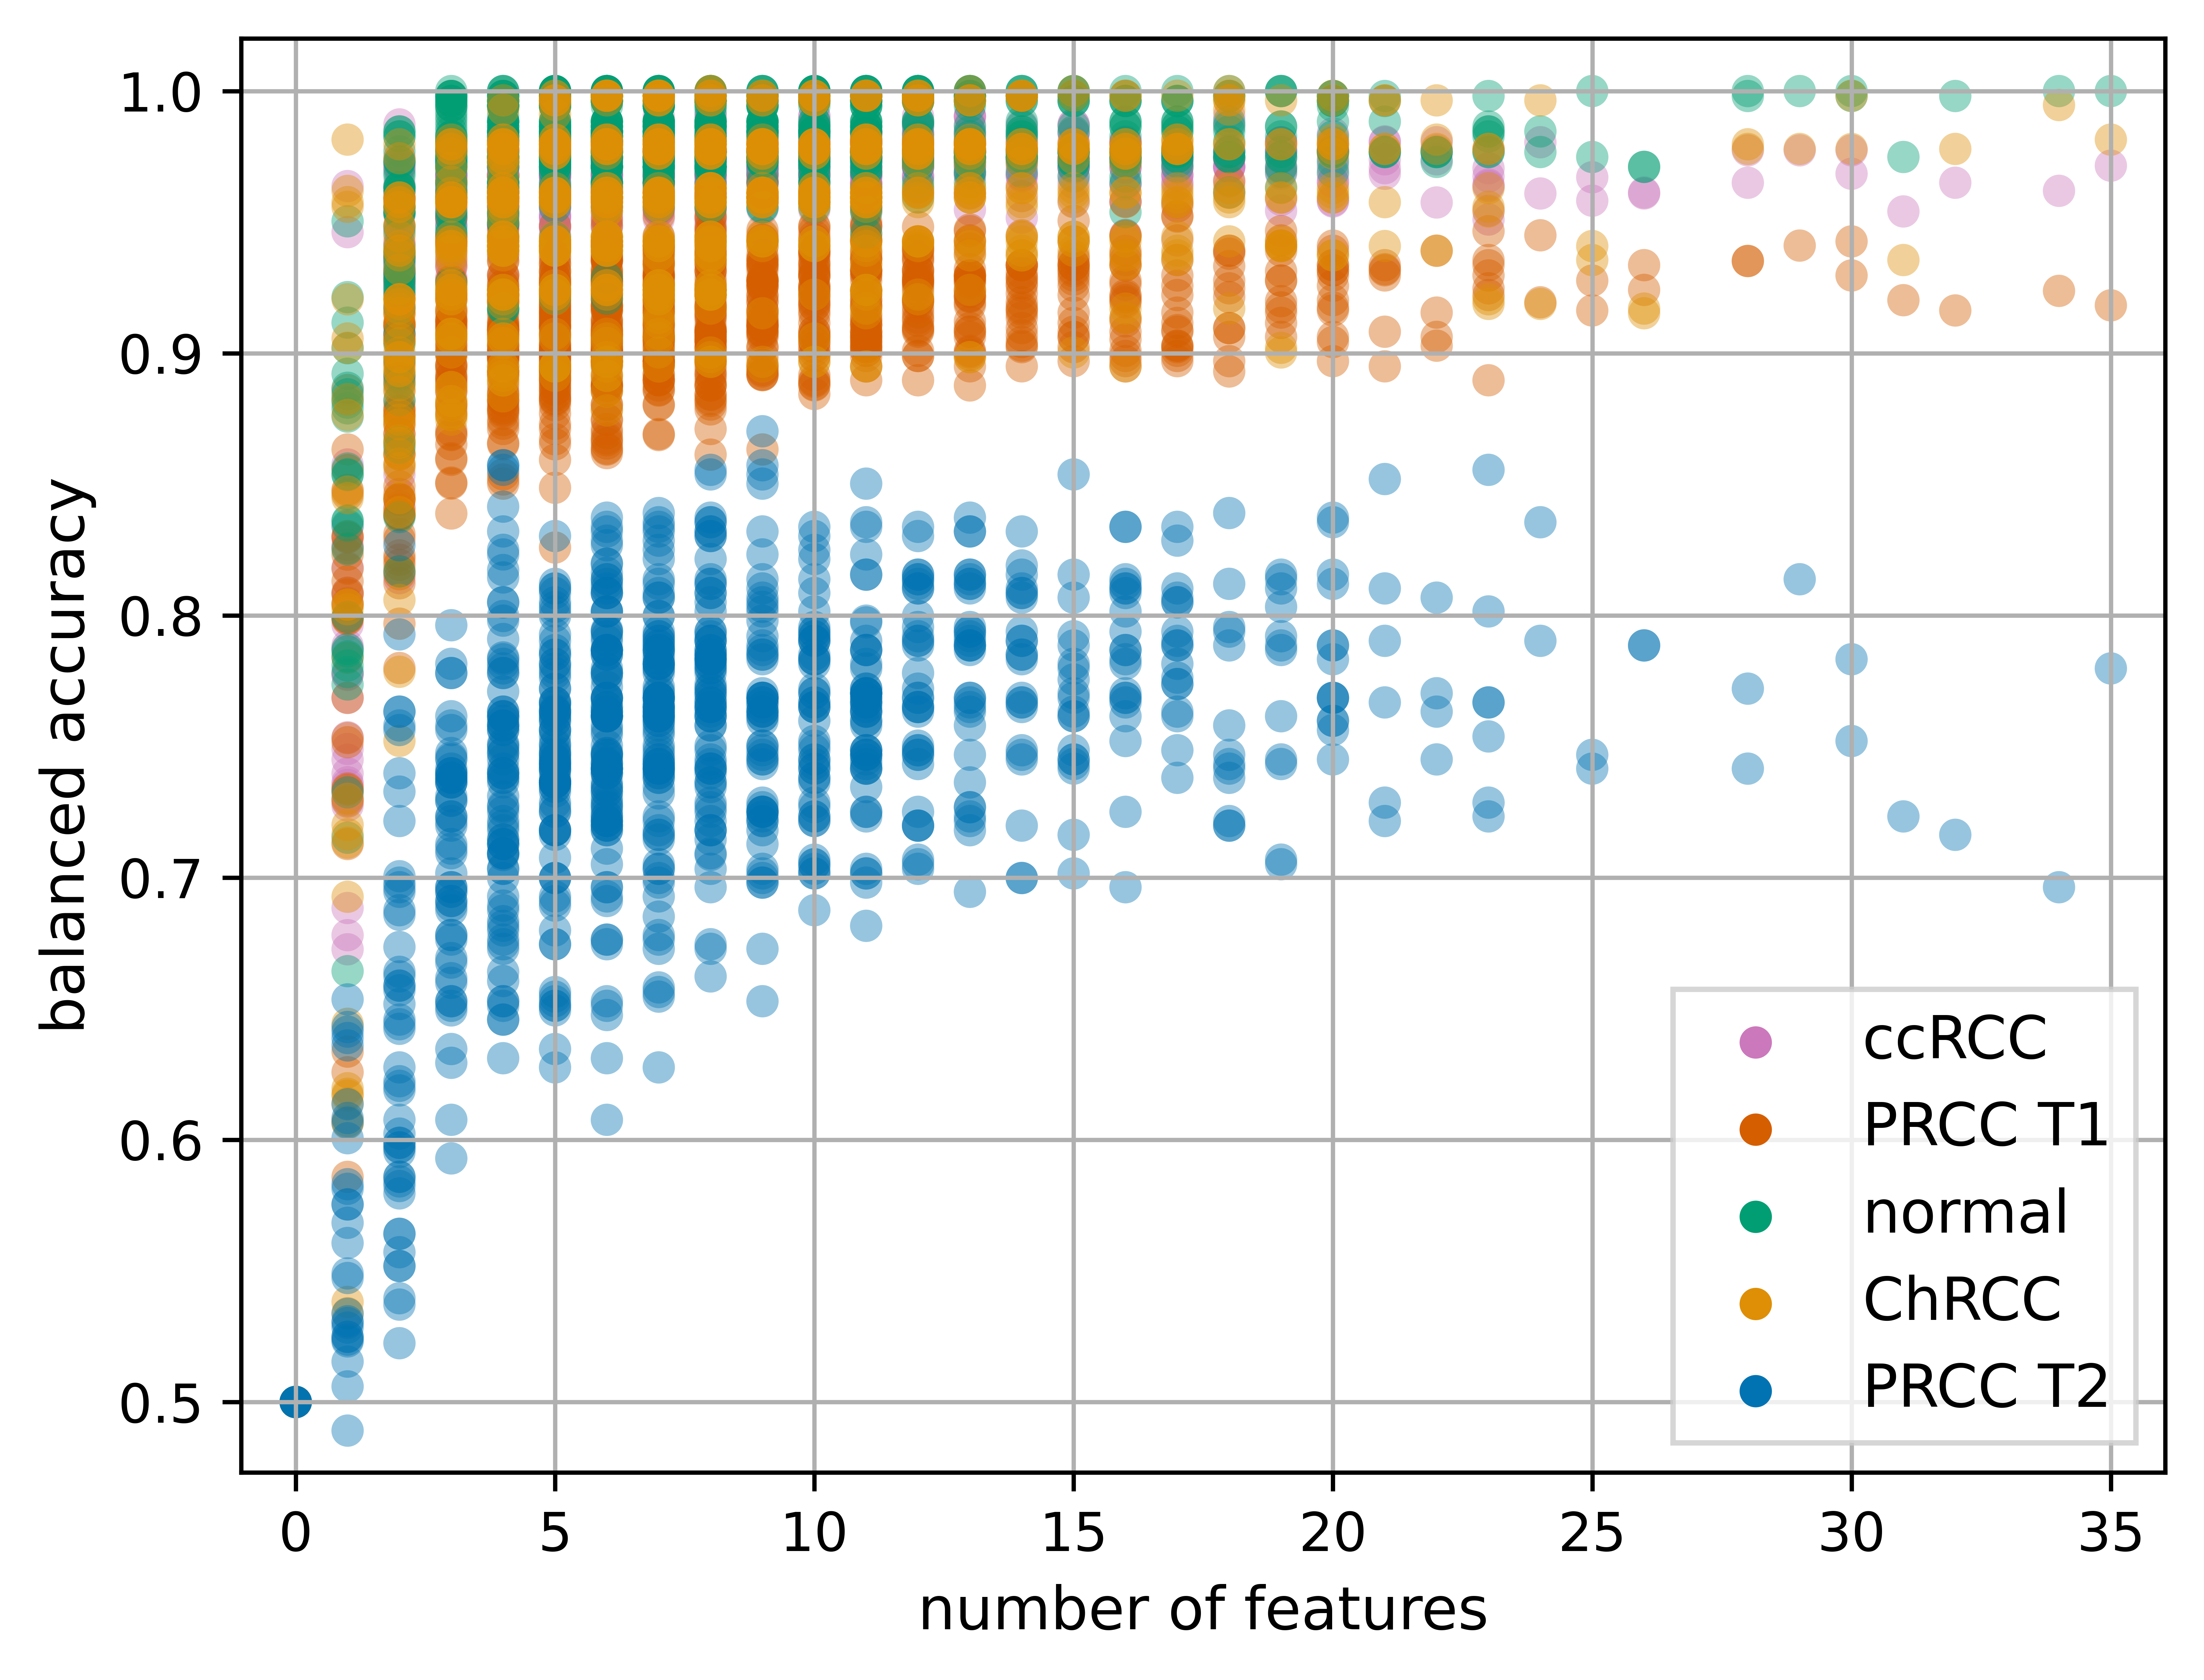 1.0
0.9
0.8
0.7
0.6
0.5
balanced accuracy
ccRCC
PRCC T1
normal
ChRCC
PRCC T2
0 5 10 15 20 25 30 35
number of features